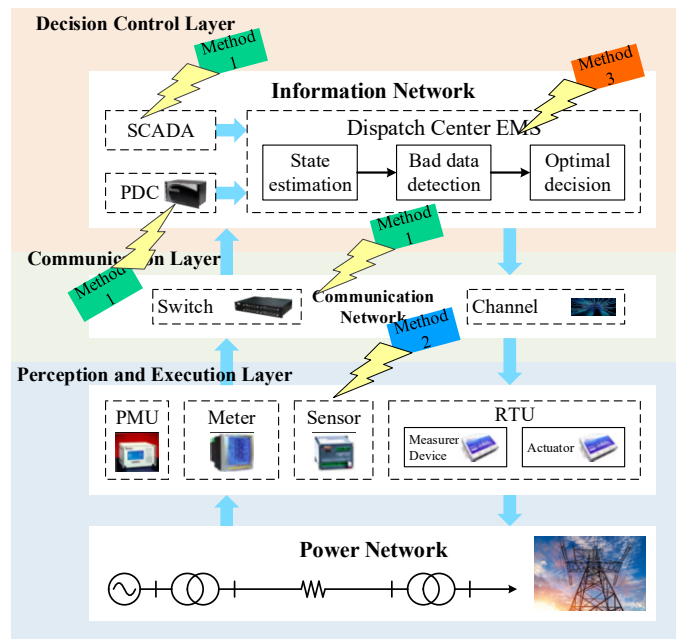 Decision Control Layer
Method
1
Method
3
Information Network
SCADA
Dispatch Center EMS
State
estimation
Bad data
detection
Optimal
decision
PDC
Method
1
Communication Layer
Method
1
Switch
Communication
Network
Channel
Method
2
Perception and Execution Layer
PMU
Meter
Sensor
RTU
Measurer
Device
Actuator
Power Network